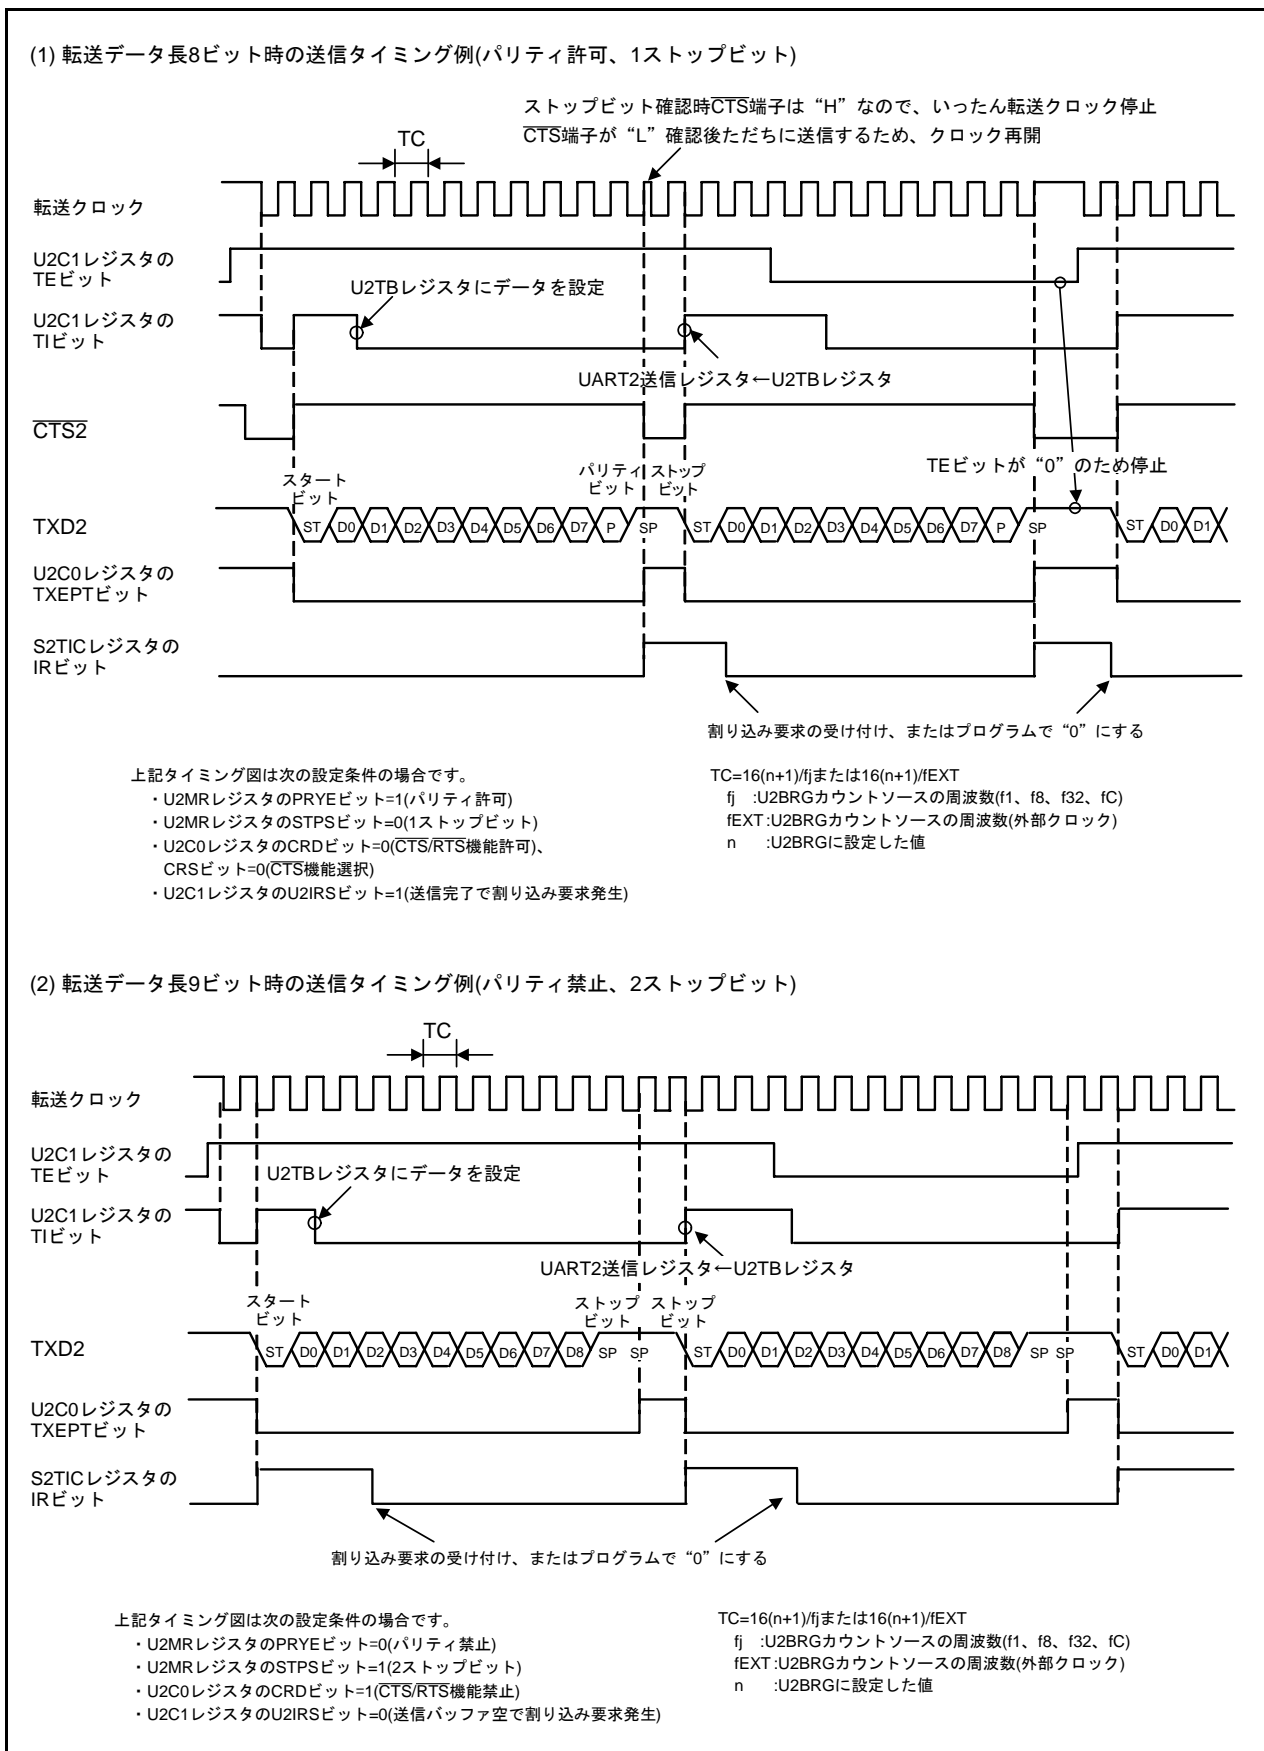 (1) 転送データ長8ビット時の送信タイミング例(パリティ許可、1ストップビット)
ストップビット確認時CTS端子は“H”なので、いったん転送クロック停止
CTS端子が“L”確認後ただちに送信するため、クロック再開
TC
転送クロック
U2C1レジスタの
TEビット
U2TBレジスタにデータを設定
U2C1レジスタの
TIビット
UART2送信レジスタ←U2TBレジスタ
CTS2
TEビットが“0”のため停止
スタート
ビット
パリティ
ビット
ストップ
ビット
TXD2
ST D0 D1 D2 D3 D4 D5 D6 D7 P SP ST D0 D1 D2 D3 D4 D5 D6 D7 P SP ST D0 D1
U2C0レジスタの
TXEPTビット
S2TICレジスタの
IRビット
割り込み要求の受け付け、またはプログラムで“0”にする
上記タイミング図は次の設定条件の場合です。
・U2MRレジスタのPRYEビット=1(パリティ許可)
・U2MRレジスタのSTPSビット=0(1ストップビット)
・U2C0レジスタのCRDビット=0(CTS/RTS機能許可)、
CRSビット=0(CTS機能選択)
・U2C1レジスタのU2IRSビット=1(送信完了で割り込み要求発生)
TC=16(n+1)/fjまたは16(n+1)/fEXT
fj :U2BRGカウントソースの周波数(f1、f8、f32、fC)
fEXT:U2BRGカウントソースの周波数(外部クロック)
n :U2BRGに設定した値
(2) 転送データ長9ビット時の送信タイミング例(パリティ禁止、2ストップビット)
TC
転送クロック
U2C1レジスタの
TEビット
U2TBレジスタにデータを設定
U2C1レジスタの
TIビット
UART2送信レジスタ←U2TBレジスタ
スタート
ビット
ストップ
ビット
ストップ
ビット
TXD2
ST D0 D1 D2 D3 D4 D5 D6 D7 D8 SP SP ST D0 D1 D2 D3 D4 D5 D6 D7 D8 SP SP ST D0 D1
U2C0レジスタの
TXEPTビット
S2TICレジスタの
IRビット
割り込み要求の受け付け、またはプログラムで“0”にする
上記タイミング図は次の設定条件の場合です。
・U2MRレジスタのPRYEビット=0(パリティ禁止)
・U2MRレジスタのSTPSビット=1(2ストップビット)
・U2C0レジスタのCRDビット=1(CTS/RTS機能禁止)
・U2C1レジスタのU2IRSビット=0(送信バッファ空で割り込み要求発生)
TC=16(n+1)/fjまたは16(n+1)/fEXT
fj :U2BRGカウントソースの周波数(f1、f8、f32、fC)
fEXT:U2BRGカウントソースの周波数(外部クロック)
n :U2BRGに設定した値